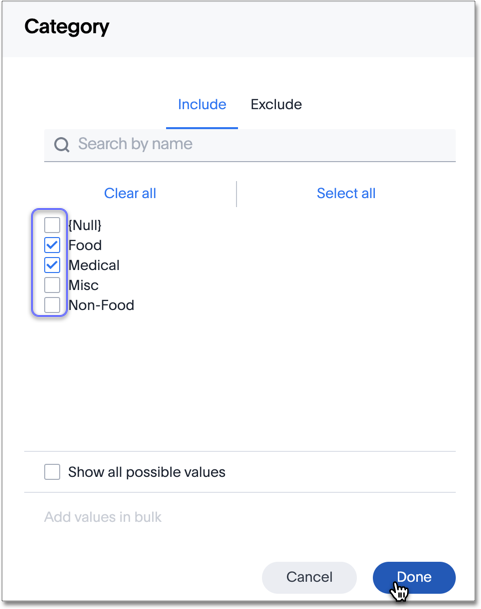 Category
Include Exclude
Search by name
Clear all Select all
{Null}
Food
Medical
Misc
Non-Food
Show all possible values
Add values in bulk
Cancel Done